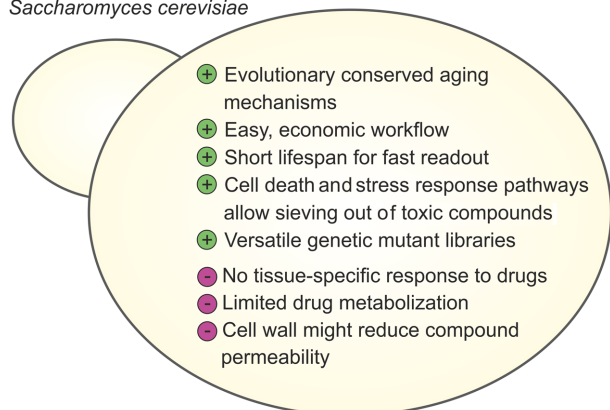 Saccharomyces cerevisiae
+ Evolutionary conserved aging
mechanisms
+ Easy, economic workflow
+ Short lifespan for fast readout
+ Cell death and stress response pathways
allow sieving out of toxic compounds
+ Versatile genetic mutant libraries
- No tissue-specific response to drugs
- Limited drug metabolization
- Cell wall might reduce compound
permeability